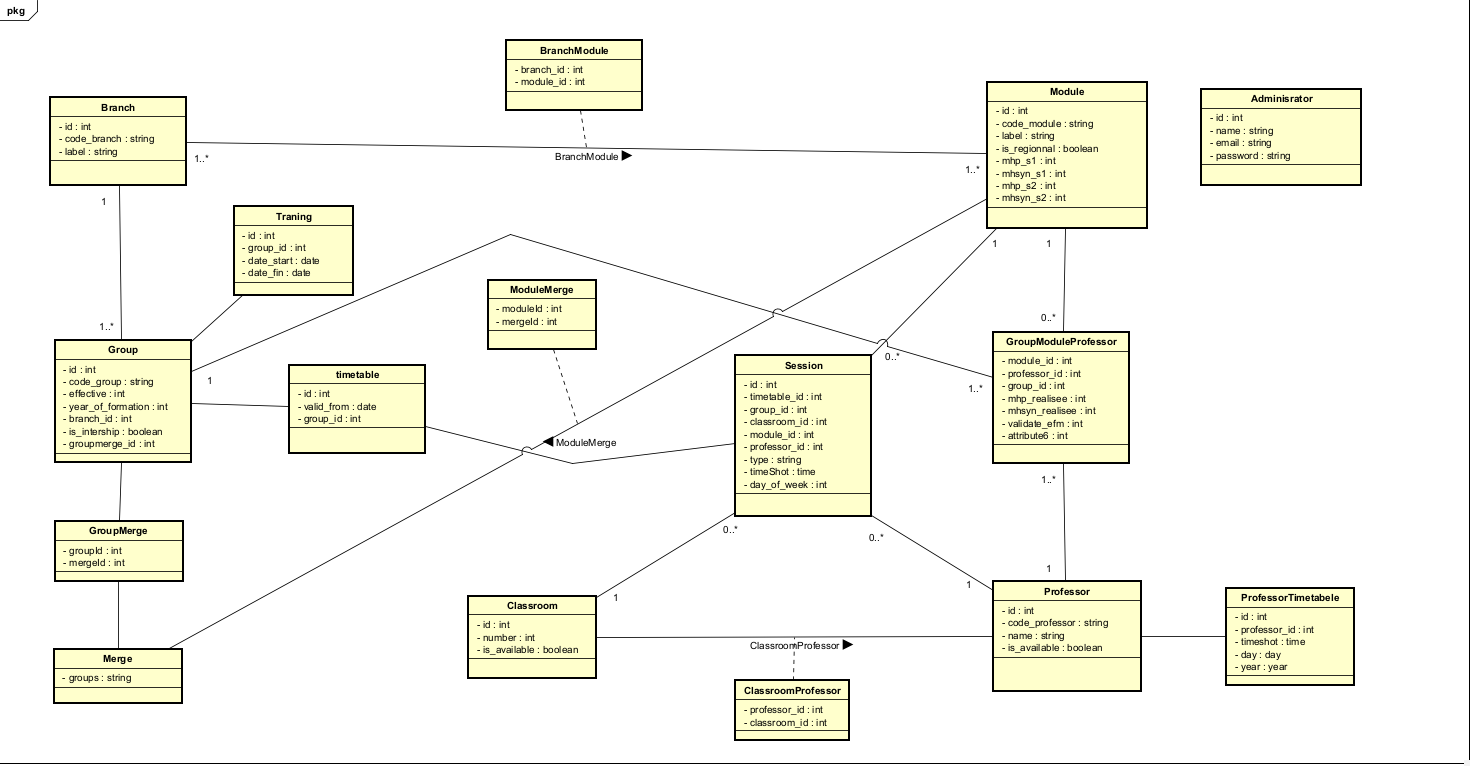 pkg
BranchModule
- branch_id : int
- module_id : int
Branch
- id : int
- code_branch : string
- label : string
1..*
BranchModule
1..*
Module
- id : int
- code_module : string
- label : string
- is_regionnal : boolean
- mhp_s1 : int
- mhsyn_s1 : int
- mhp_s2 : int
- mhsyn_s2 : int
Adminisrator
- id : int
- name : string
- email : string
- password : string
1
1..*
Traning
- id : int
- group_id : int
- date_start : date
- date_fin : date
ModuleMerge
- moduleId : int
- mergeId : int
1
1
0..*
0..*
Group
- id : int
- code_group : string
- effective : int
- year_of_formation : int
- branch_id : int
- is_intership : boolean
- groupmerge_id : int
1
timetable
- id : int
- valid_from : date
- group_id : int
ModuleMerge
Session
- id : int
- timetable_id : int
- group_id : int
- classroom_id : int
- module_id : int
- professor_id : int
- type : string
- timeShot : time
- day_of_week : int
1..*
GroupModuleProfessor
- module_id : int
- professor_id : int
- group_id : int
- mhp_realisee : int
- mhsyn_realisee : int
- validate_efm : int
- attribute6 : int
1..*
1
GroupMerge
- groupId : int
- mergeId : int
0..*
0..*
1
1
Classroom
- id : int
- number : int
- is_available : boolean
ClassroomProfessor
Professor
- id : int
- code_professor : string
- name : string
- is_available : boolean
ProfessorTimetabele
- id : int
- professor_id : int
- timeshot : time
- day : day
- year : year
Merge
- groups : string
ClassroomProfessor
- professor_id : int
- classroom_id : int